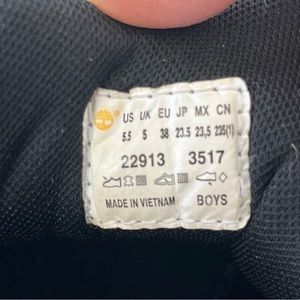 US UK EU JP MX CN
5.5 5 38 23.5 23,5 235(1)
22913 3517
MADE IN VIETNAM BOYS